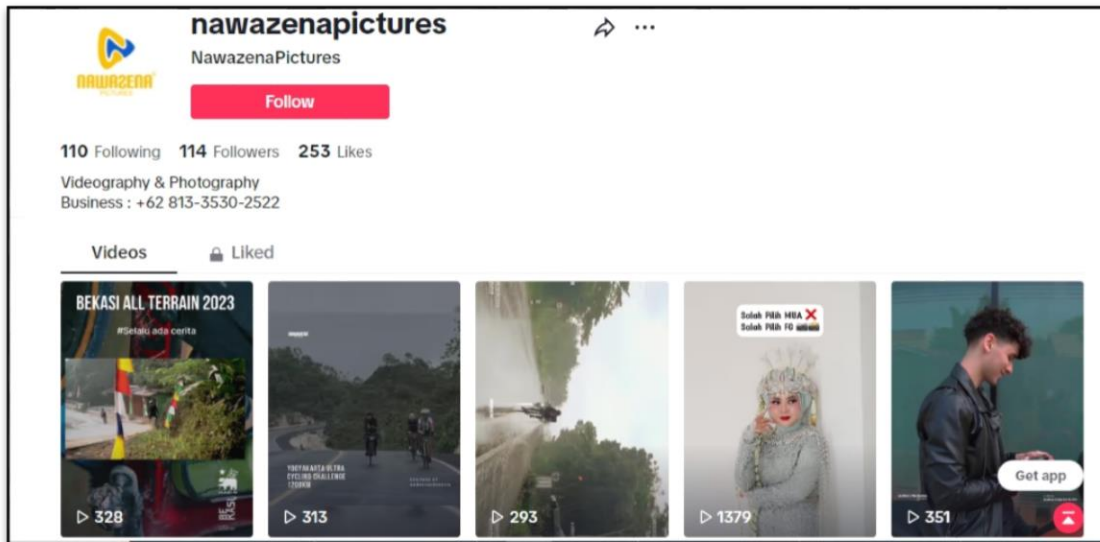 nawazenapictures
NawazenaPictures
NAWAZENA
PICTURES
Follow
110 Following 114 Followers 253 Likes
Videography & Photography
Business : +62 813-3530-2522
Videos Liked
BEKASI ALL TERRAIN 2023
#Selalu ada cerita
328
YOGYAKARTA ULTRA
CYCLING CHALLENGE
1200KM
313
293
Salah Pilih MUA ❌
Salah Pilih FG
1379
Get app
351